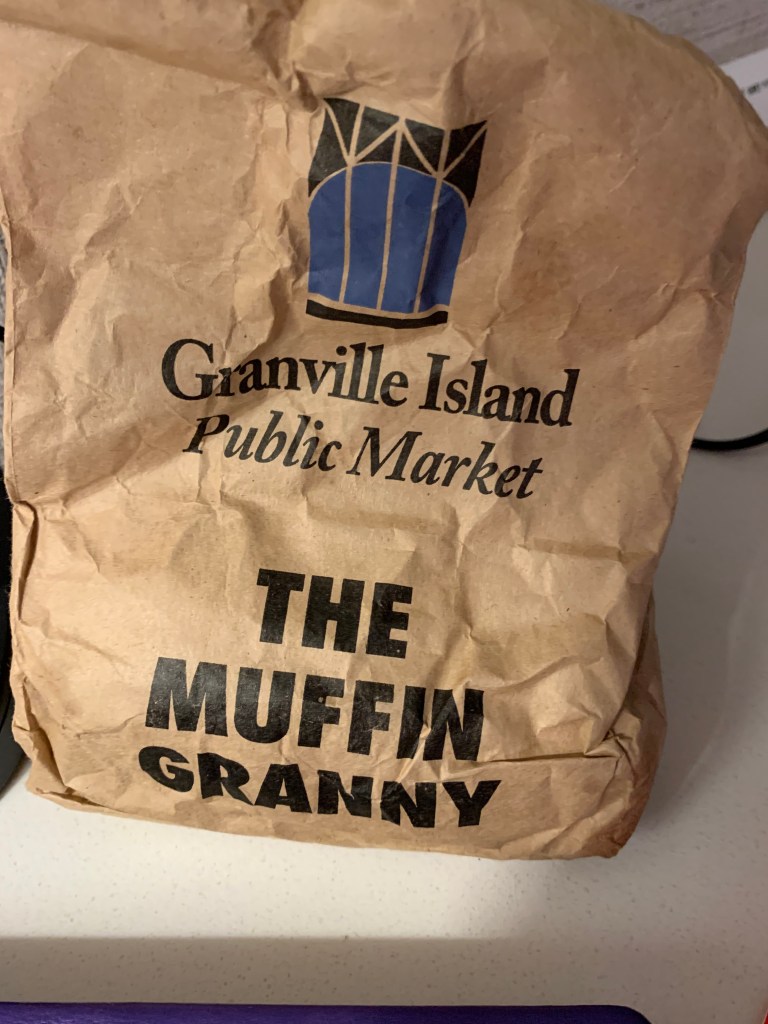 Granville Island
Public Market
THE
MUFFIN
GRANNY